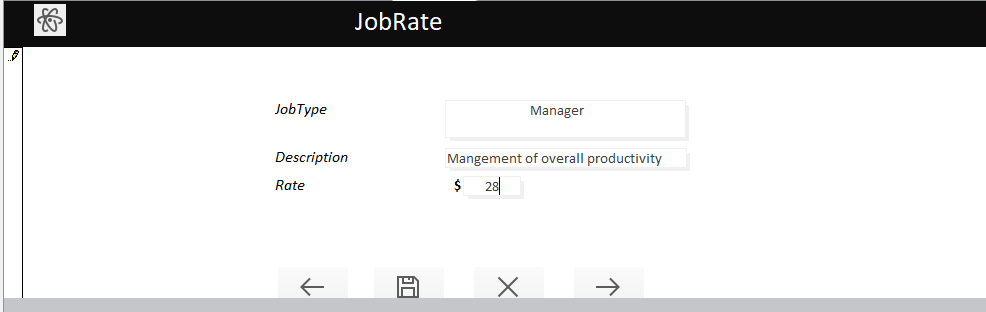 JobRate
JobType Manager
Description Mangement of overall productivity
Rate $ 28